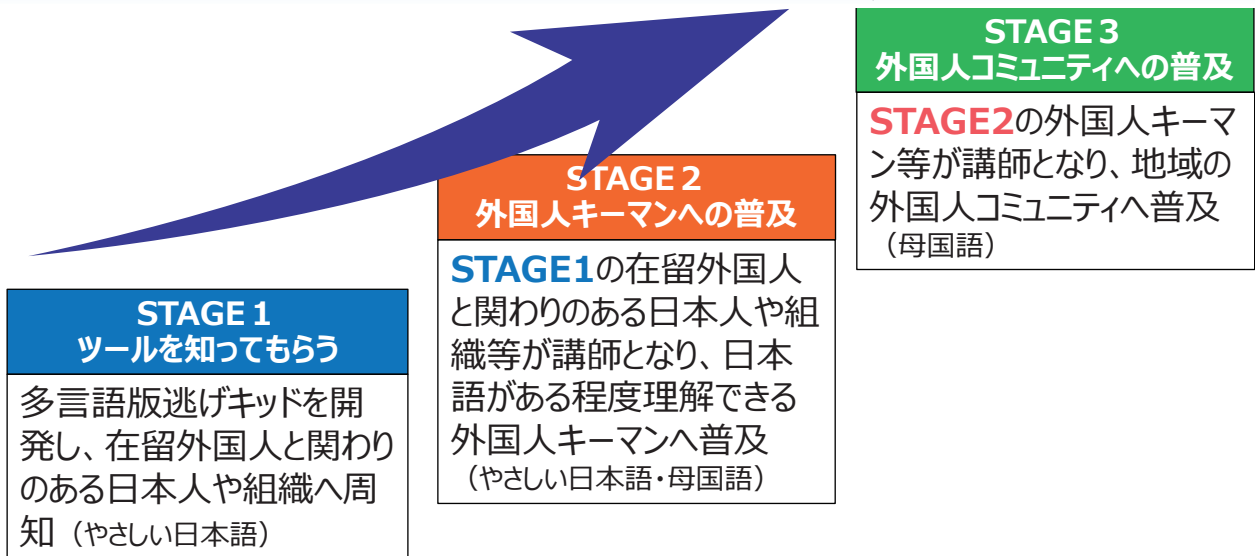 STAGE１
ツールを知ってもらう
多言語版逃げキッドを開
発し、在留外国人と関わり
のある日本人や組織へ周
知（やさしい日本語）
STAGE２
外国人キーマンへの普及
STAGE1の在留外国人
と関わりのある日本人や組
織等が講師となり、日本
語がある程度理解できる
外国人キーマンへ普及
（やさしい日本語・母国語）
STAGE３
外国人コミュニティへの普及
STAGE2の外国人キーマ
ン等が講師となり、地域の
外国人コミュニティへ普及
（母国語）